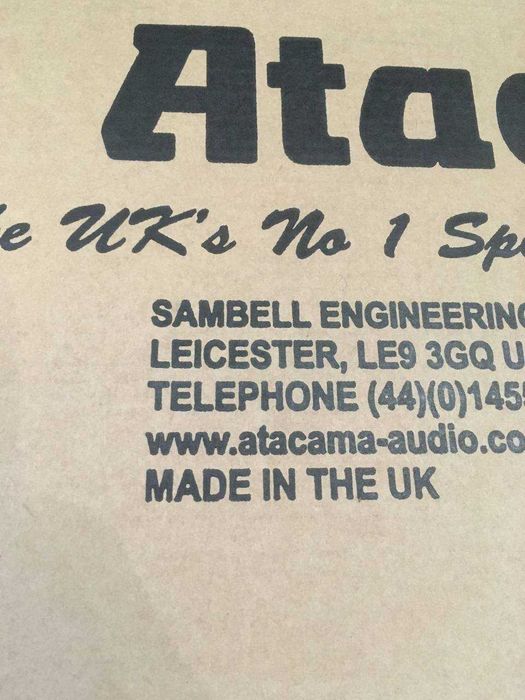 Atac
e UK's No 1 Sp
SAMBELL ENGINEERING
LEICESTER, LE9 3GQ U
TELEPHONE (44)(0)1455
www.atacama-audio.co
MADE IN THE UK